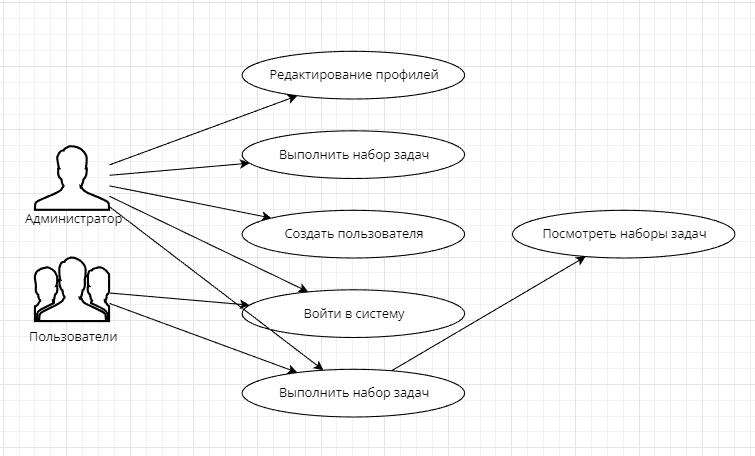 Редактирование профилей
Выполнить набор задач
Администратор
Создать пользователя
Посмотреть наборы задач
Войти в систему
Пользователи
Выполнить набор задач